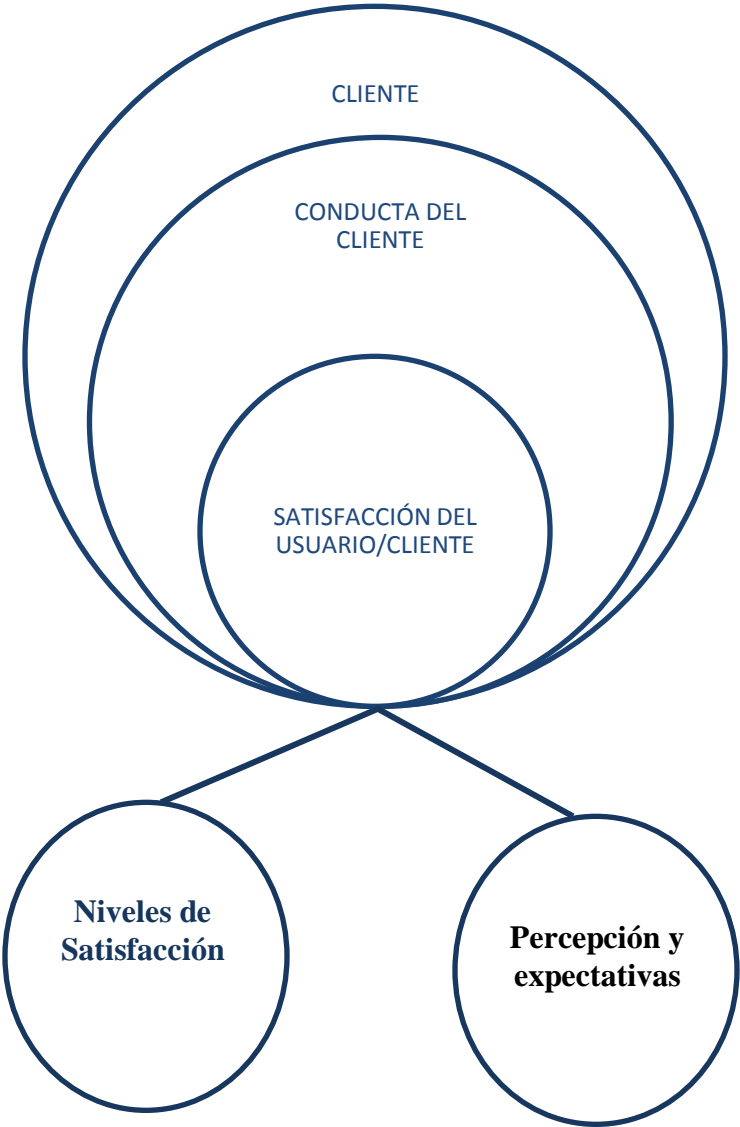 CLIENTE
CONDUCTA DEL
CLIENTE
SATISFACCIÓN DEL
USUARIO/CLIENTE
Niveles de
Satisfacción
Percepción y
expectativas